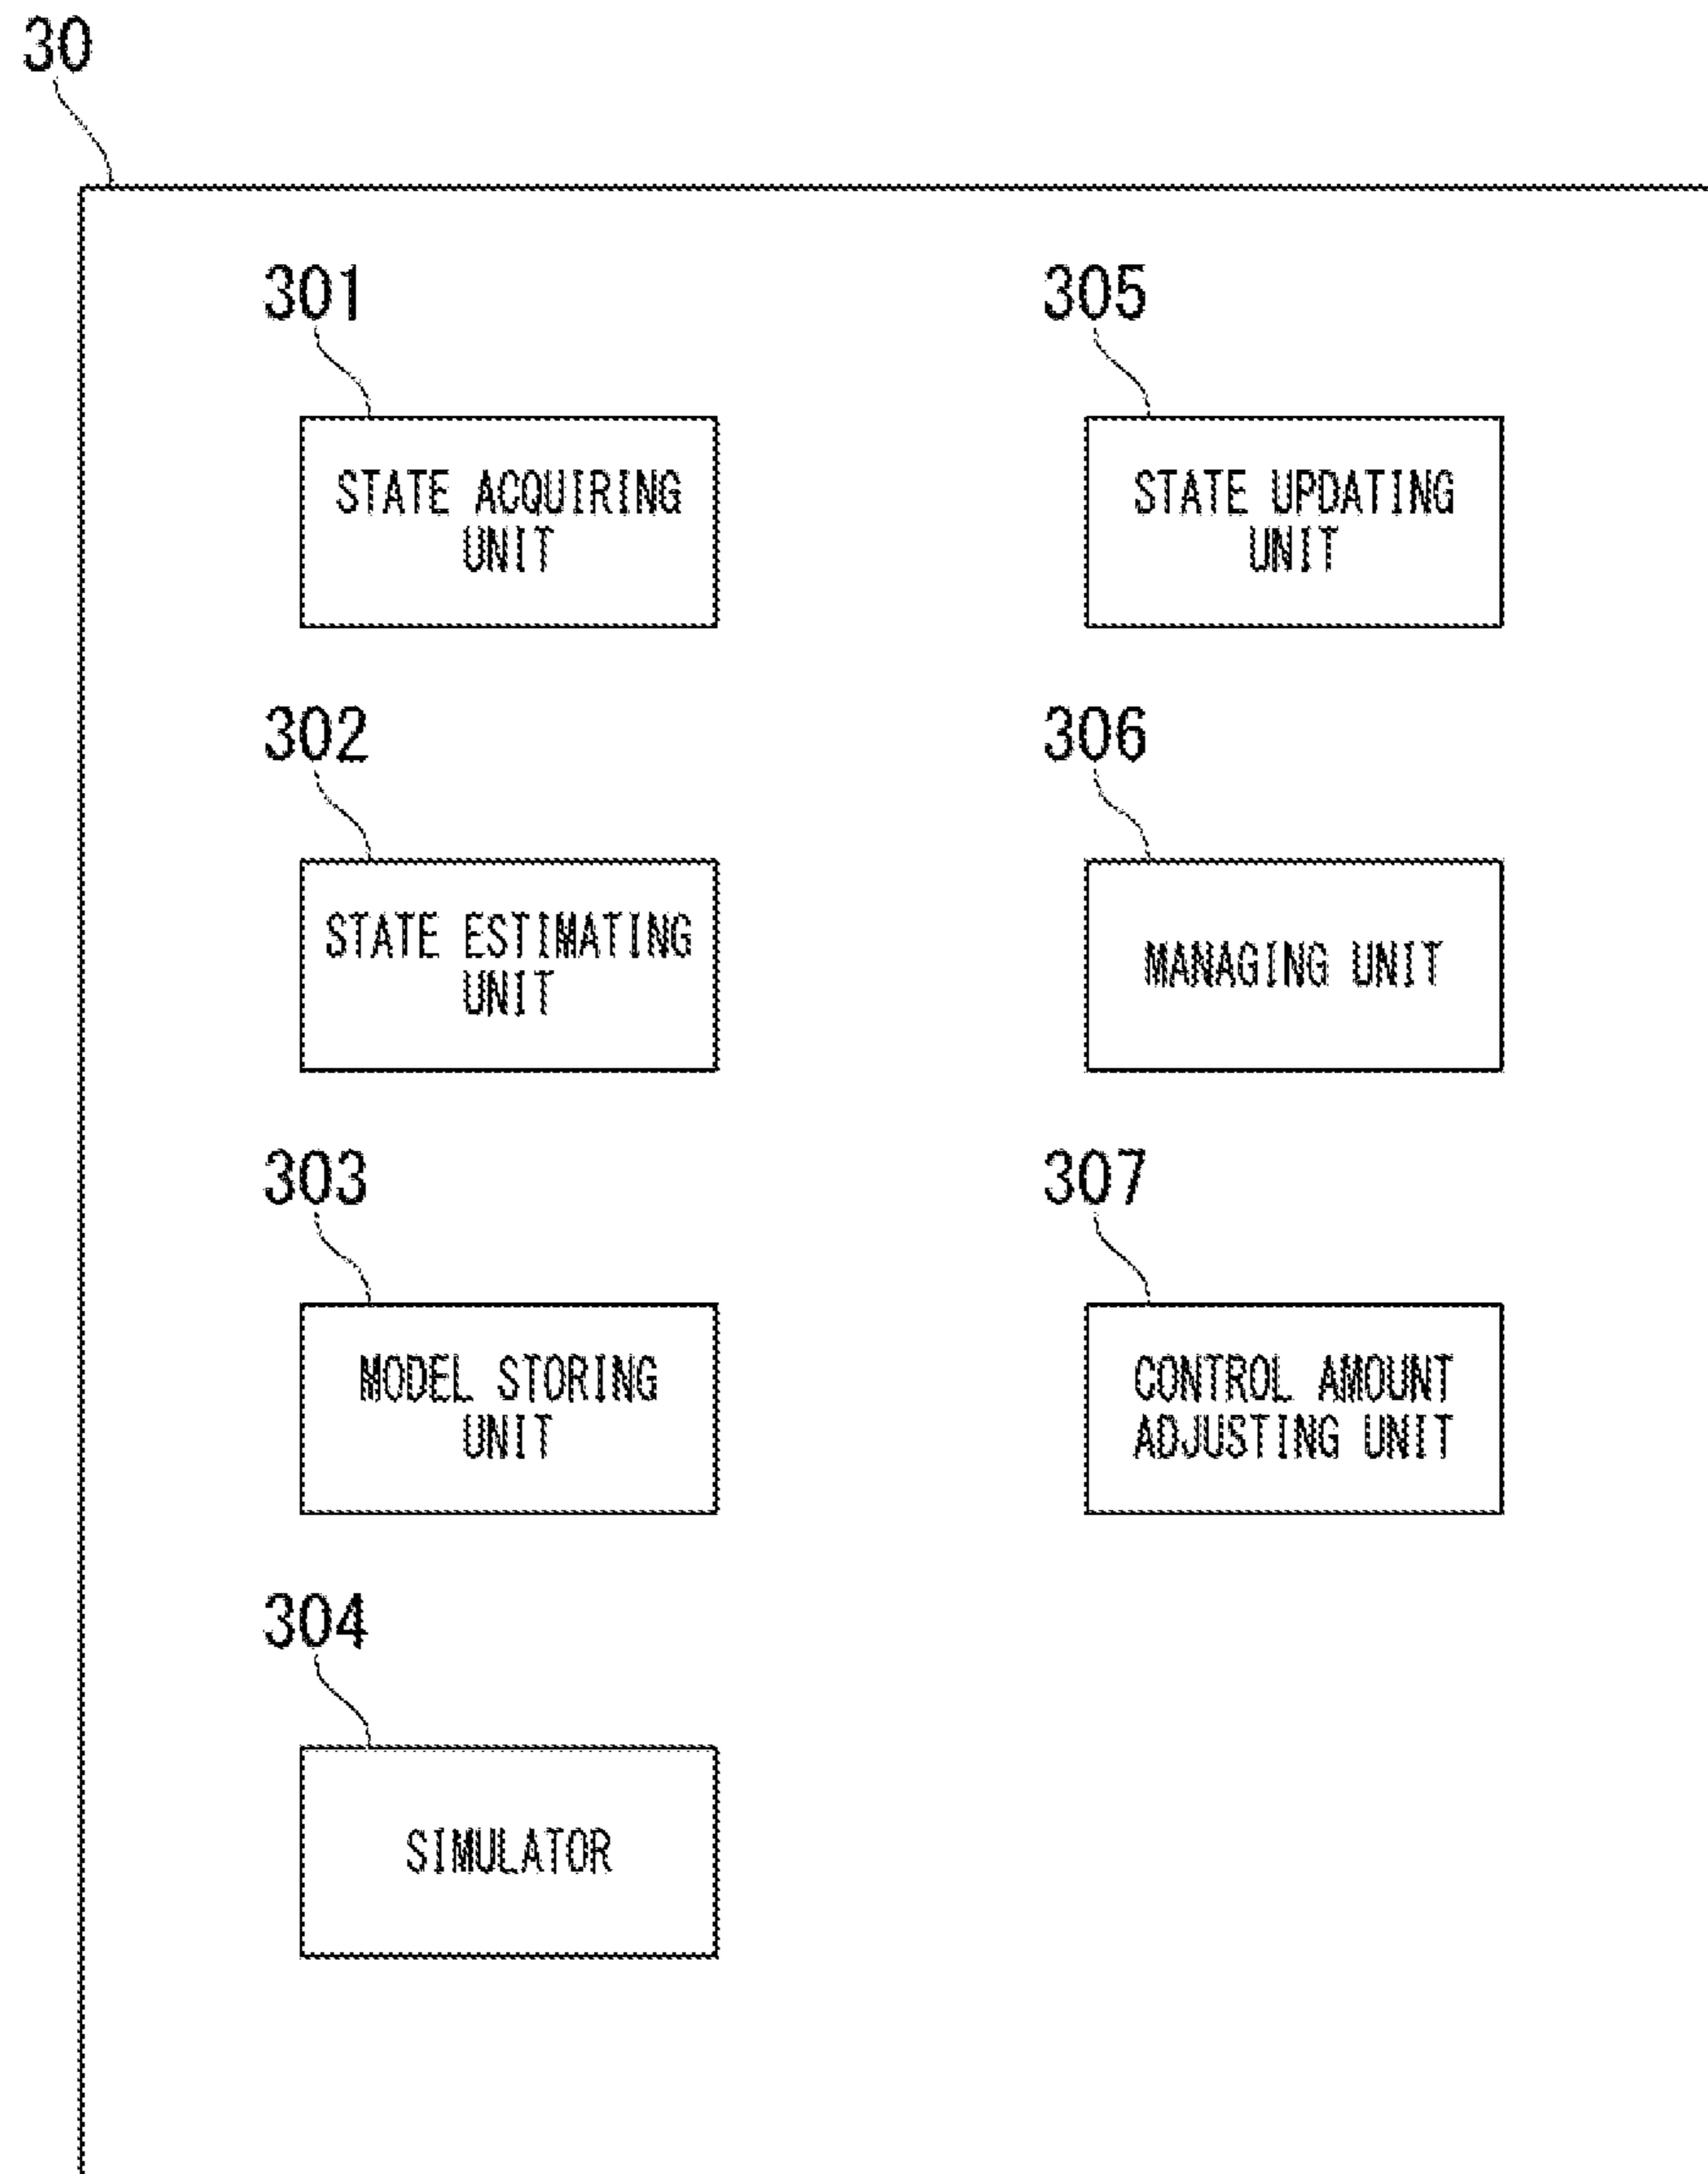 30
301
STATE ACQUIRING
UNIT
302
STATE ESTIMATING
UNIT
303
MODEL STORING
UNIT
304
SIMULATOR
305
STATE UPDATING
UNIT
306
MANAGING UNIT
307
CONTROL AMOUNT
ADJUSTING UNIT